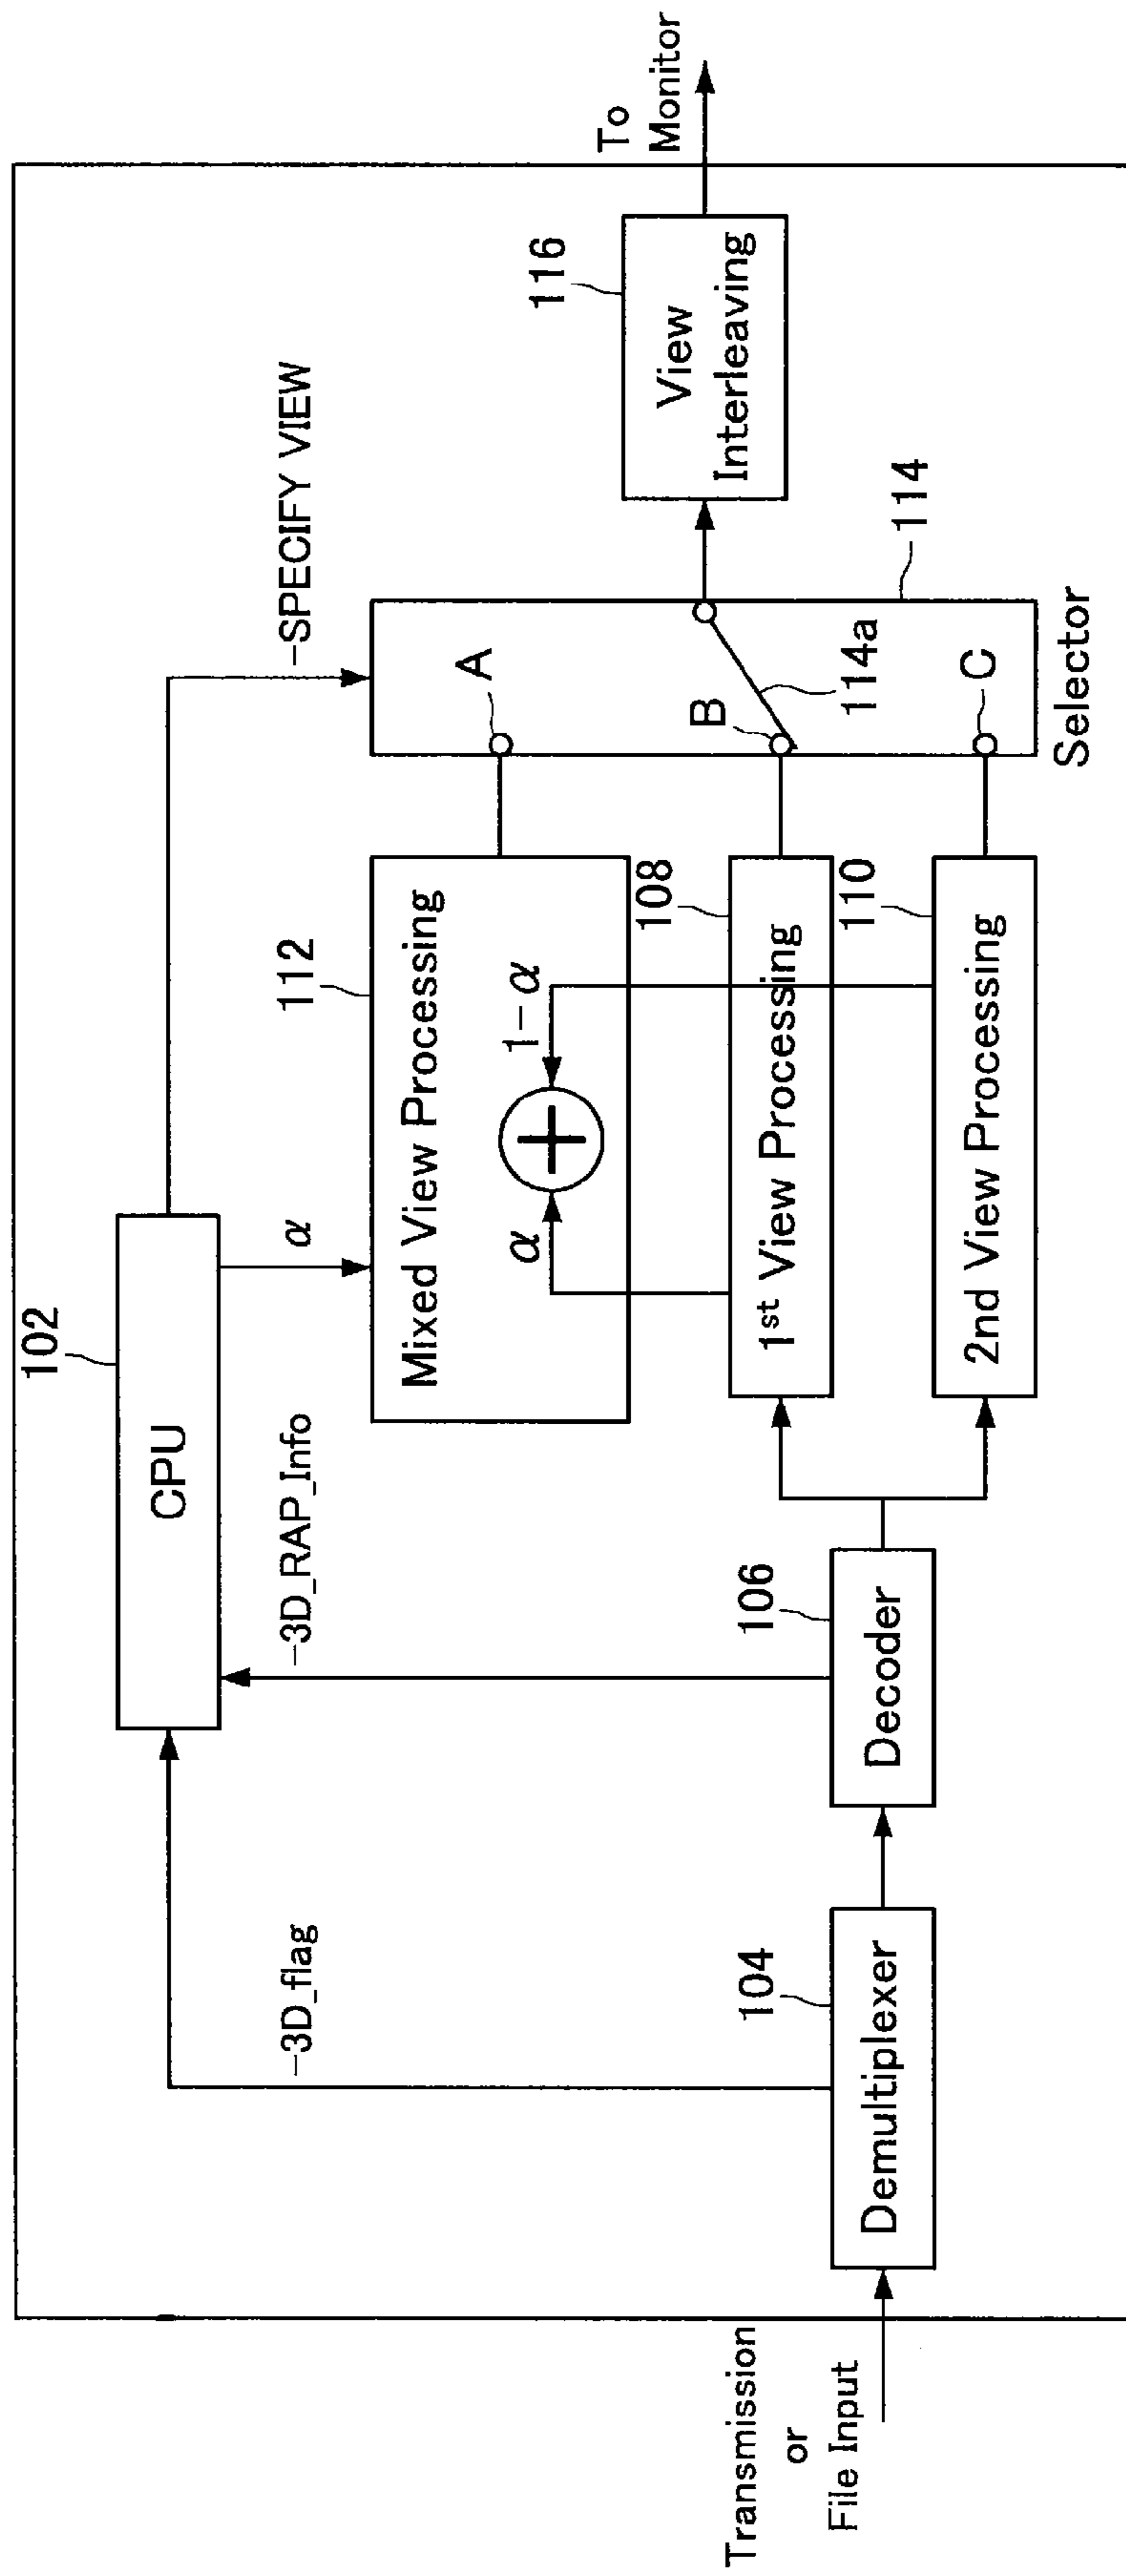 102
CPU
-3D_flag
-3D_RAP_Info
α
-SPECIFY VIEW
112
Mixed View Processing
α
1-α
A
B
114a
C
114
Selector
116
View
Interleaving
To
Monitor
108
1st View Processing
110
2nd View Processing
106
Decoder
104
Demultiplexer
Transmission
or
File Input